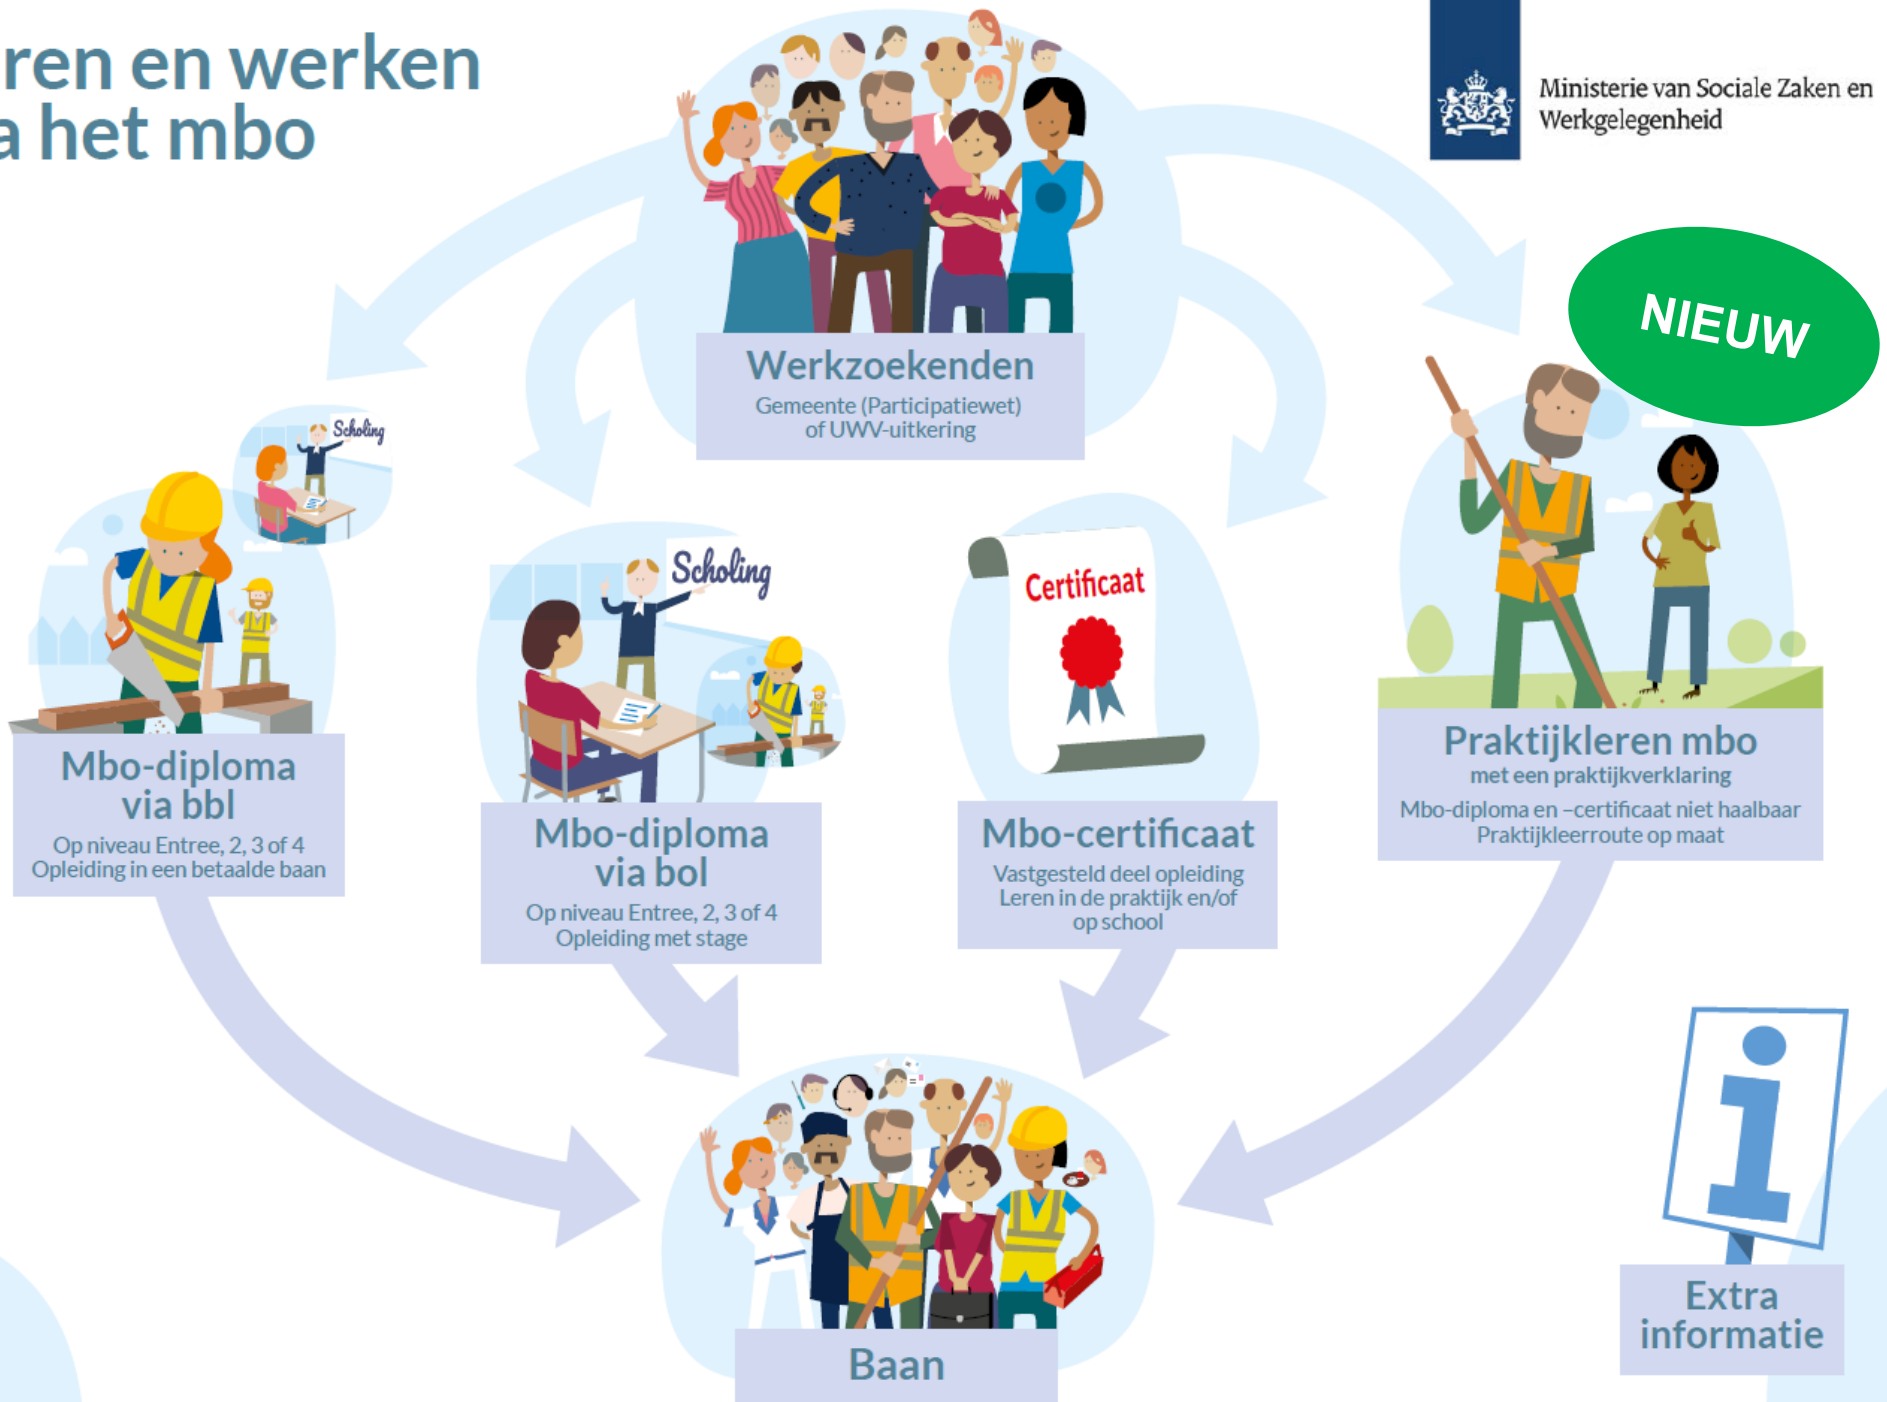 ren en werken
a het mbo
Ministerie van Sociale Zaken en
Werkgelegenheid
NIEUW
Werkzoekenden
Gemeente (Participatiewet)
of UWV-uitkering
Scholing
Mbo-diploma
via bbl
Op niveau Entree, 2, 3 of 4
Opleiding in een betaalde baan
Scholing
Mbo-diploma
via bol
Op niveau Entree, 2, 3 of 4
Opleiding met stage
Certificaat
Mbo-certificaat
Vastgesteld deel opleiding
Leren in de praktijk en/of
op school
Praktijkleren mbo
met een praktijkverklaring
Mbo-diploma en –certificaat niet haalbaar
Praktijkleerroute op maat
Baan
i
Extra
informatie